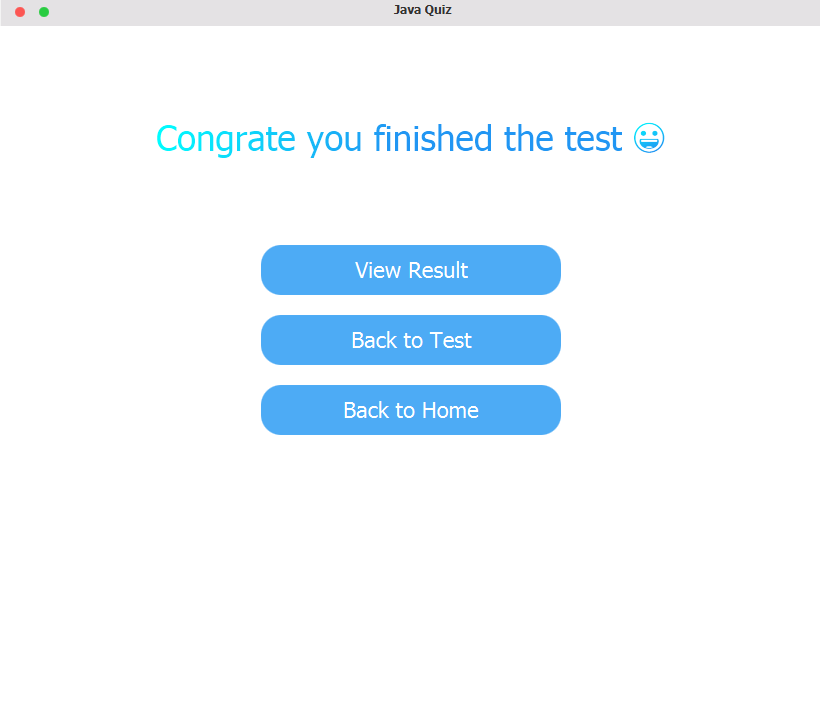 Java Quiz
Congrate you finished the test 😀
View Result
Back to Test
Back to Home